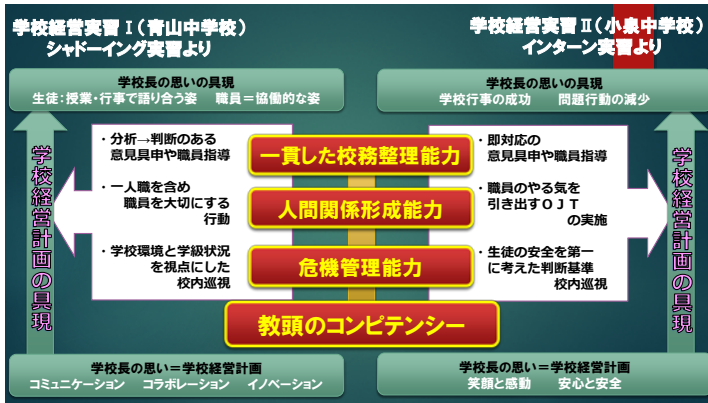 学校経営実習Ⅰ(青山中学校)
シャドーイング実習より
学校長の思いの具現
生徒:授業・行事で語り合う姿 職員=協働的な姿
学校経営計画の具現
・分析→判断のある
意見具申や職員指導
・一人職を含め
職員を大切にする
行動
・学校環境と学級状況
を視点にした
校内巡視
学校長の思い=学校経営計画
コミュニケーション コラボレーション イノベーション
一貫した校務整理能力
人間関係形成能力
危機管理能力
教頭のコンピテンシー
学校経営実習Ⅱ(小泉中学校)
インターン実習より
学校長の思いの具現
学校行事の成功 問題行動の減少
・即対応の
意見具申や職員指導
・職員のやる気を
引き出すOJT
の実施
・生徒の安全を第一
に考えた判断基準
校内巡視
学校経営計画の具現
学校長の思い=学校経営計画
笑顔と感動 安心と安全